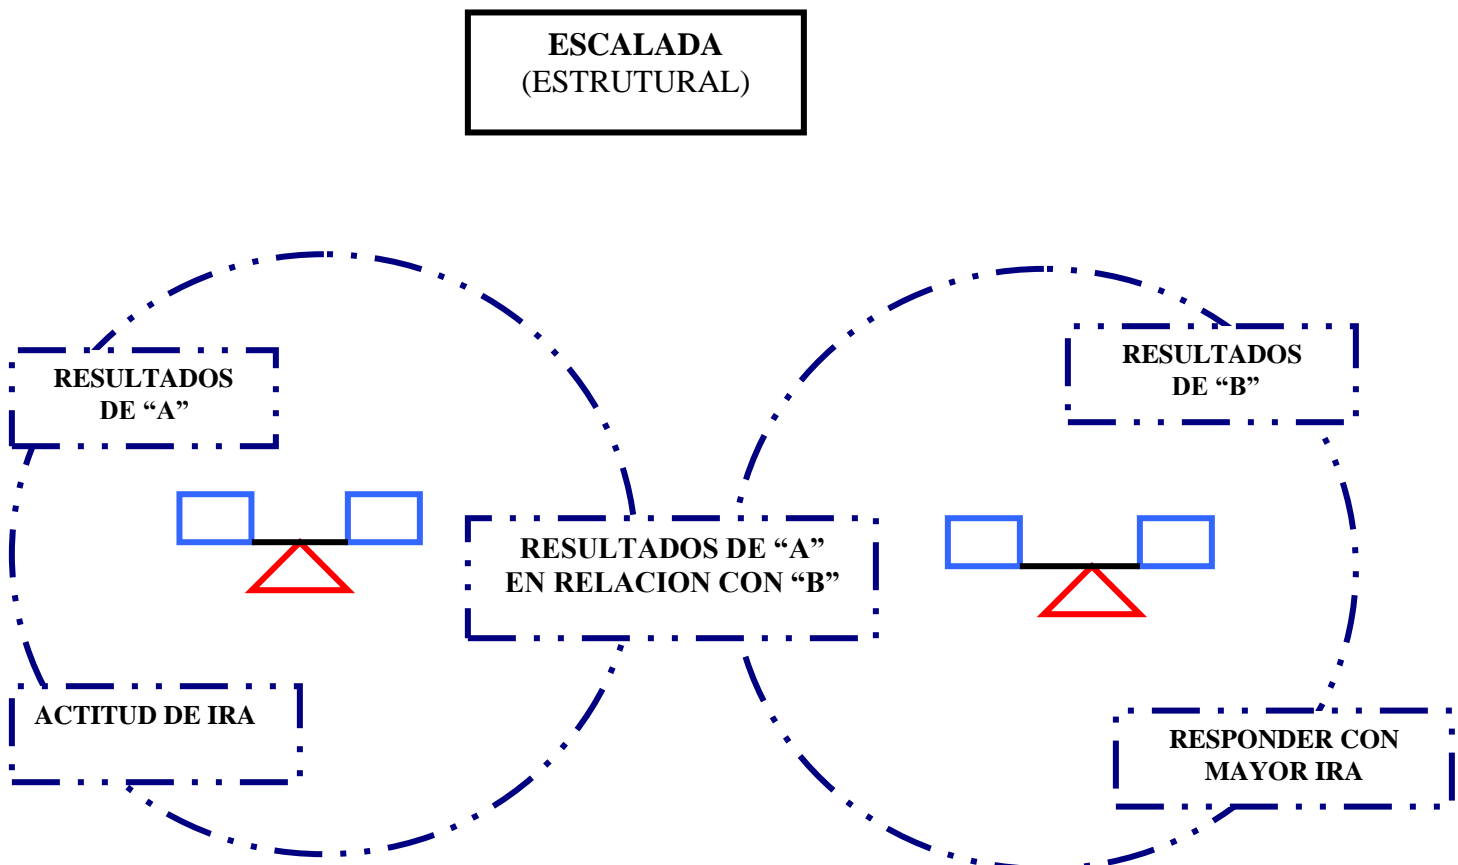 ESCALADA
(ESTRUTURAL)
RESULTADOS
DE “A”
RESULTADOS
DE “B”
RESULTADOS DE “A”
EN RELACION CON “B”
ACTITUD DE IRA
RESPONDER CON
MAYOR IRA